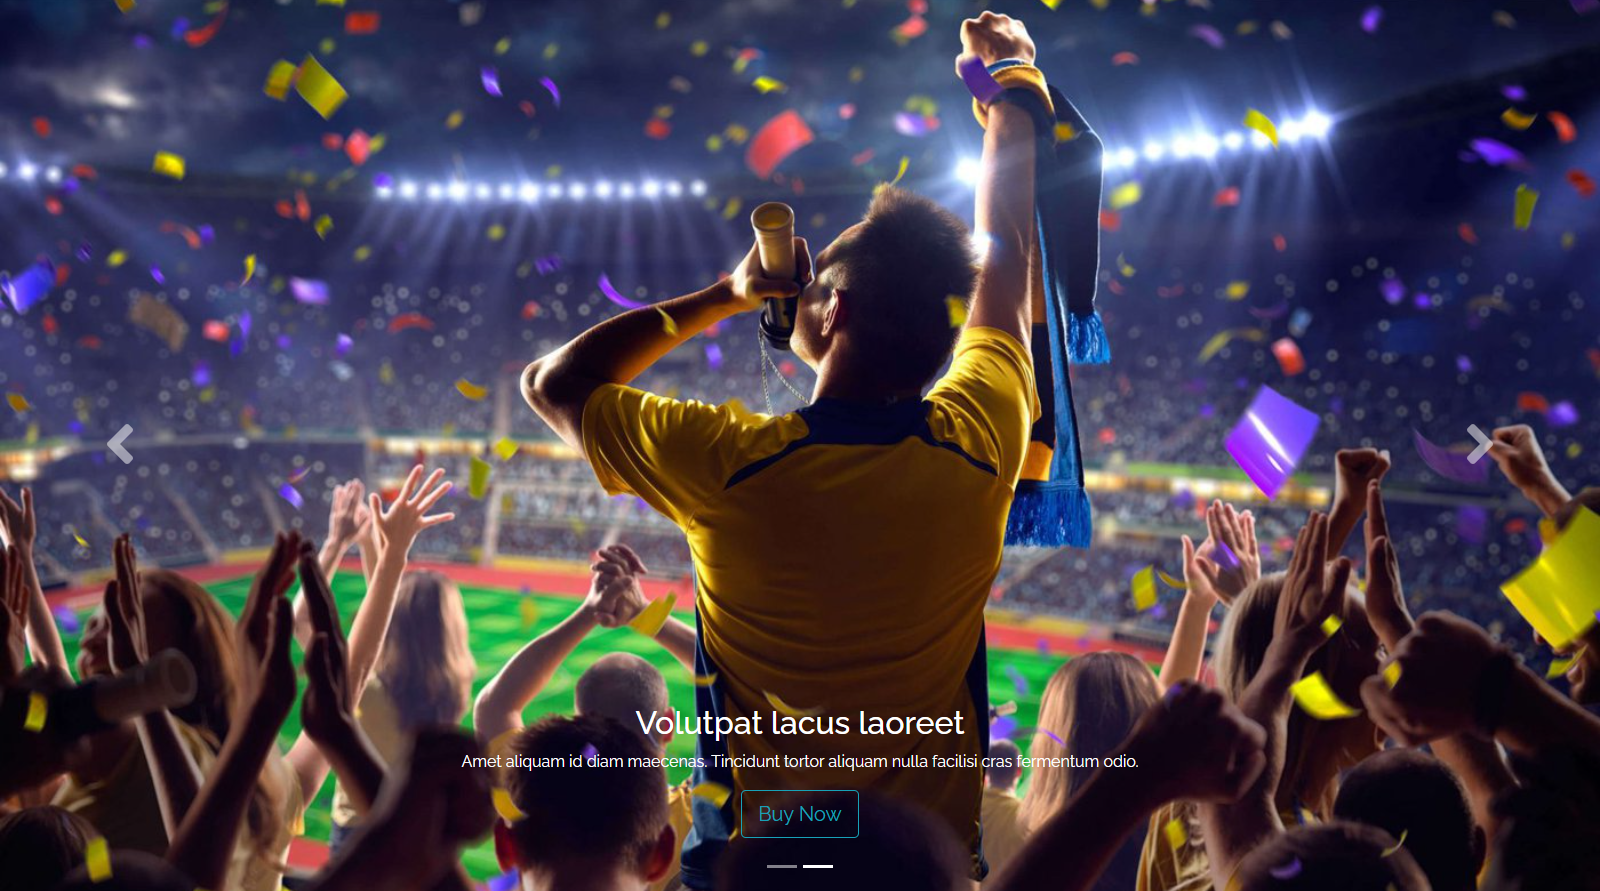 Volutpat lacus laoreet
Amet aliquam id diam maecenas. Tincidunt tortor aliquam nulla facilisi cras fermentum odio.
Buy Now